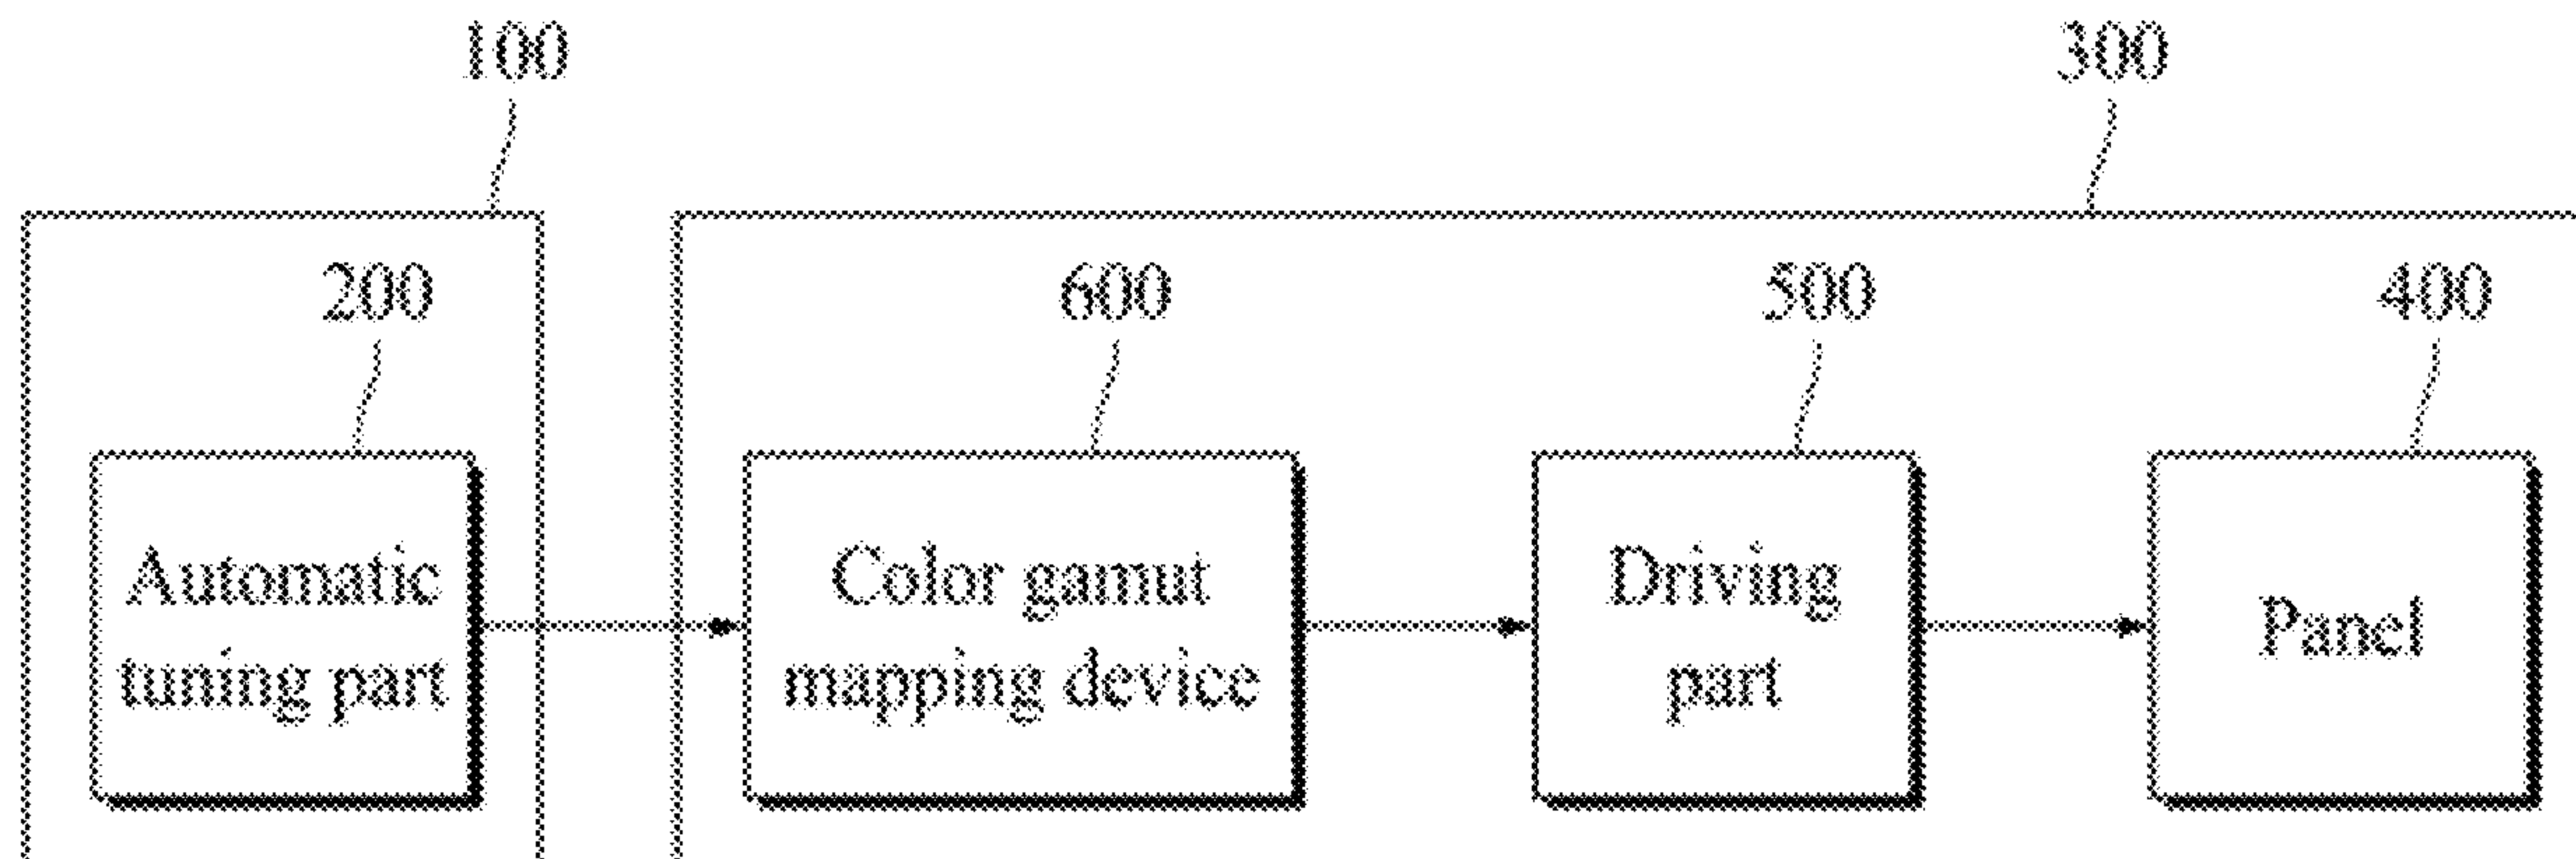 100
300
200
600
500
400
Automatic
tuning part
Color gamut
mapping device
Driving
part
Panel